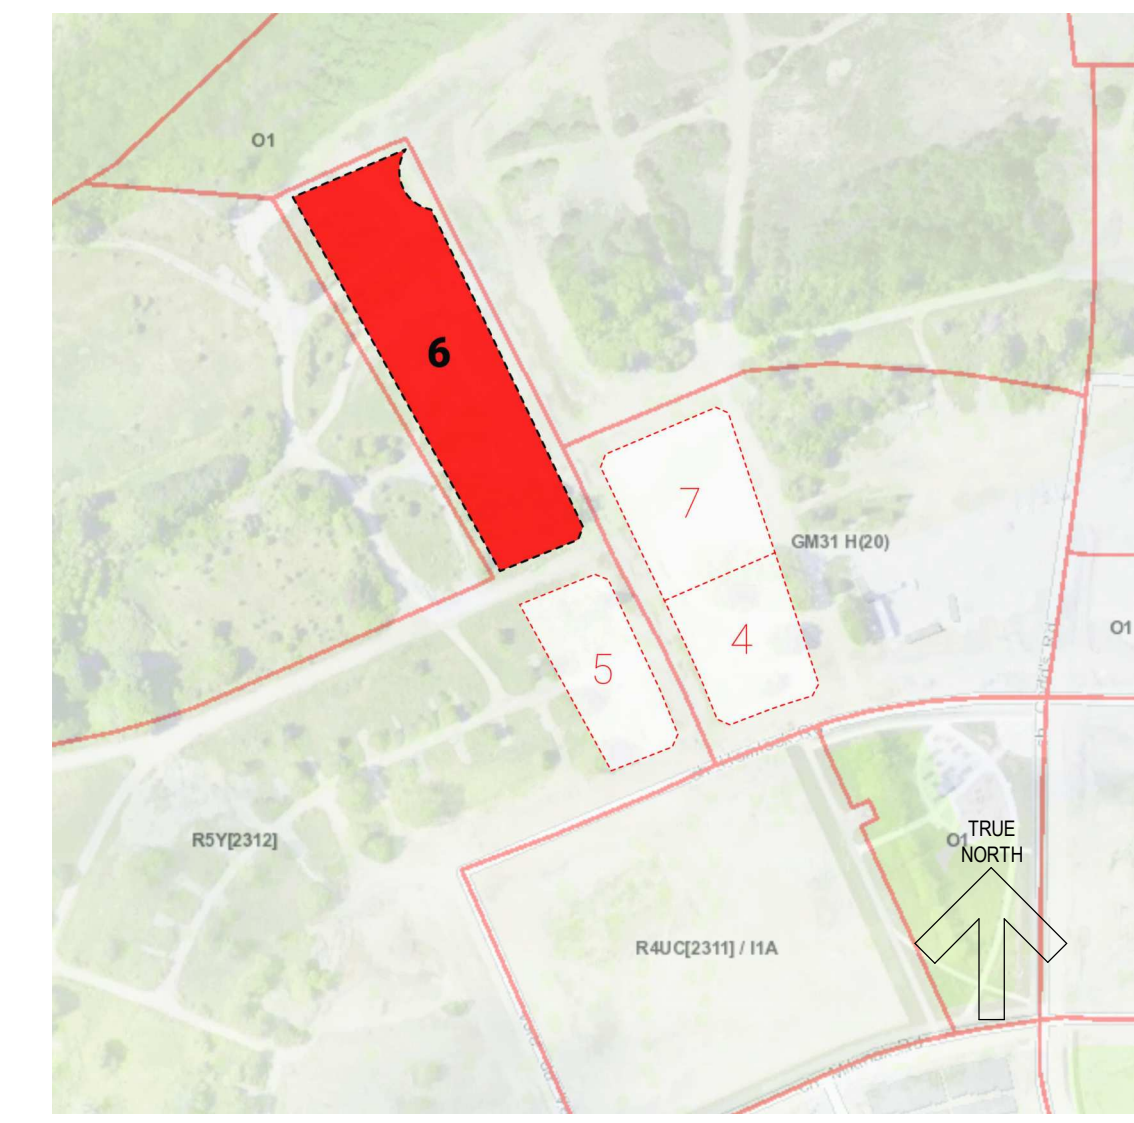 O1
6
7
GM31 H(20)
O1
4
5
R5Y[2312]
O1
TRUE
NORTH
R4UC[2311] / I1A